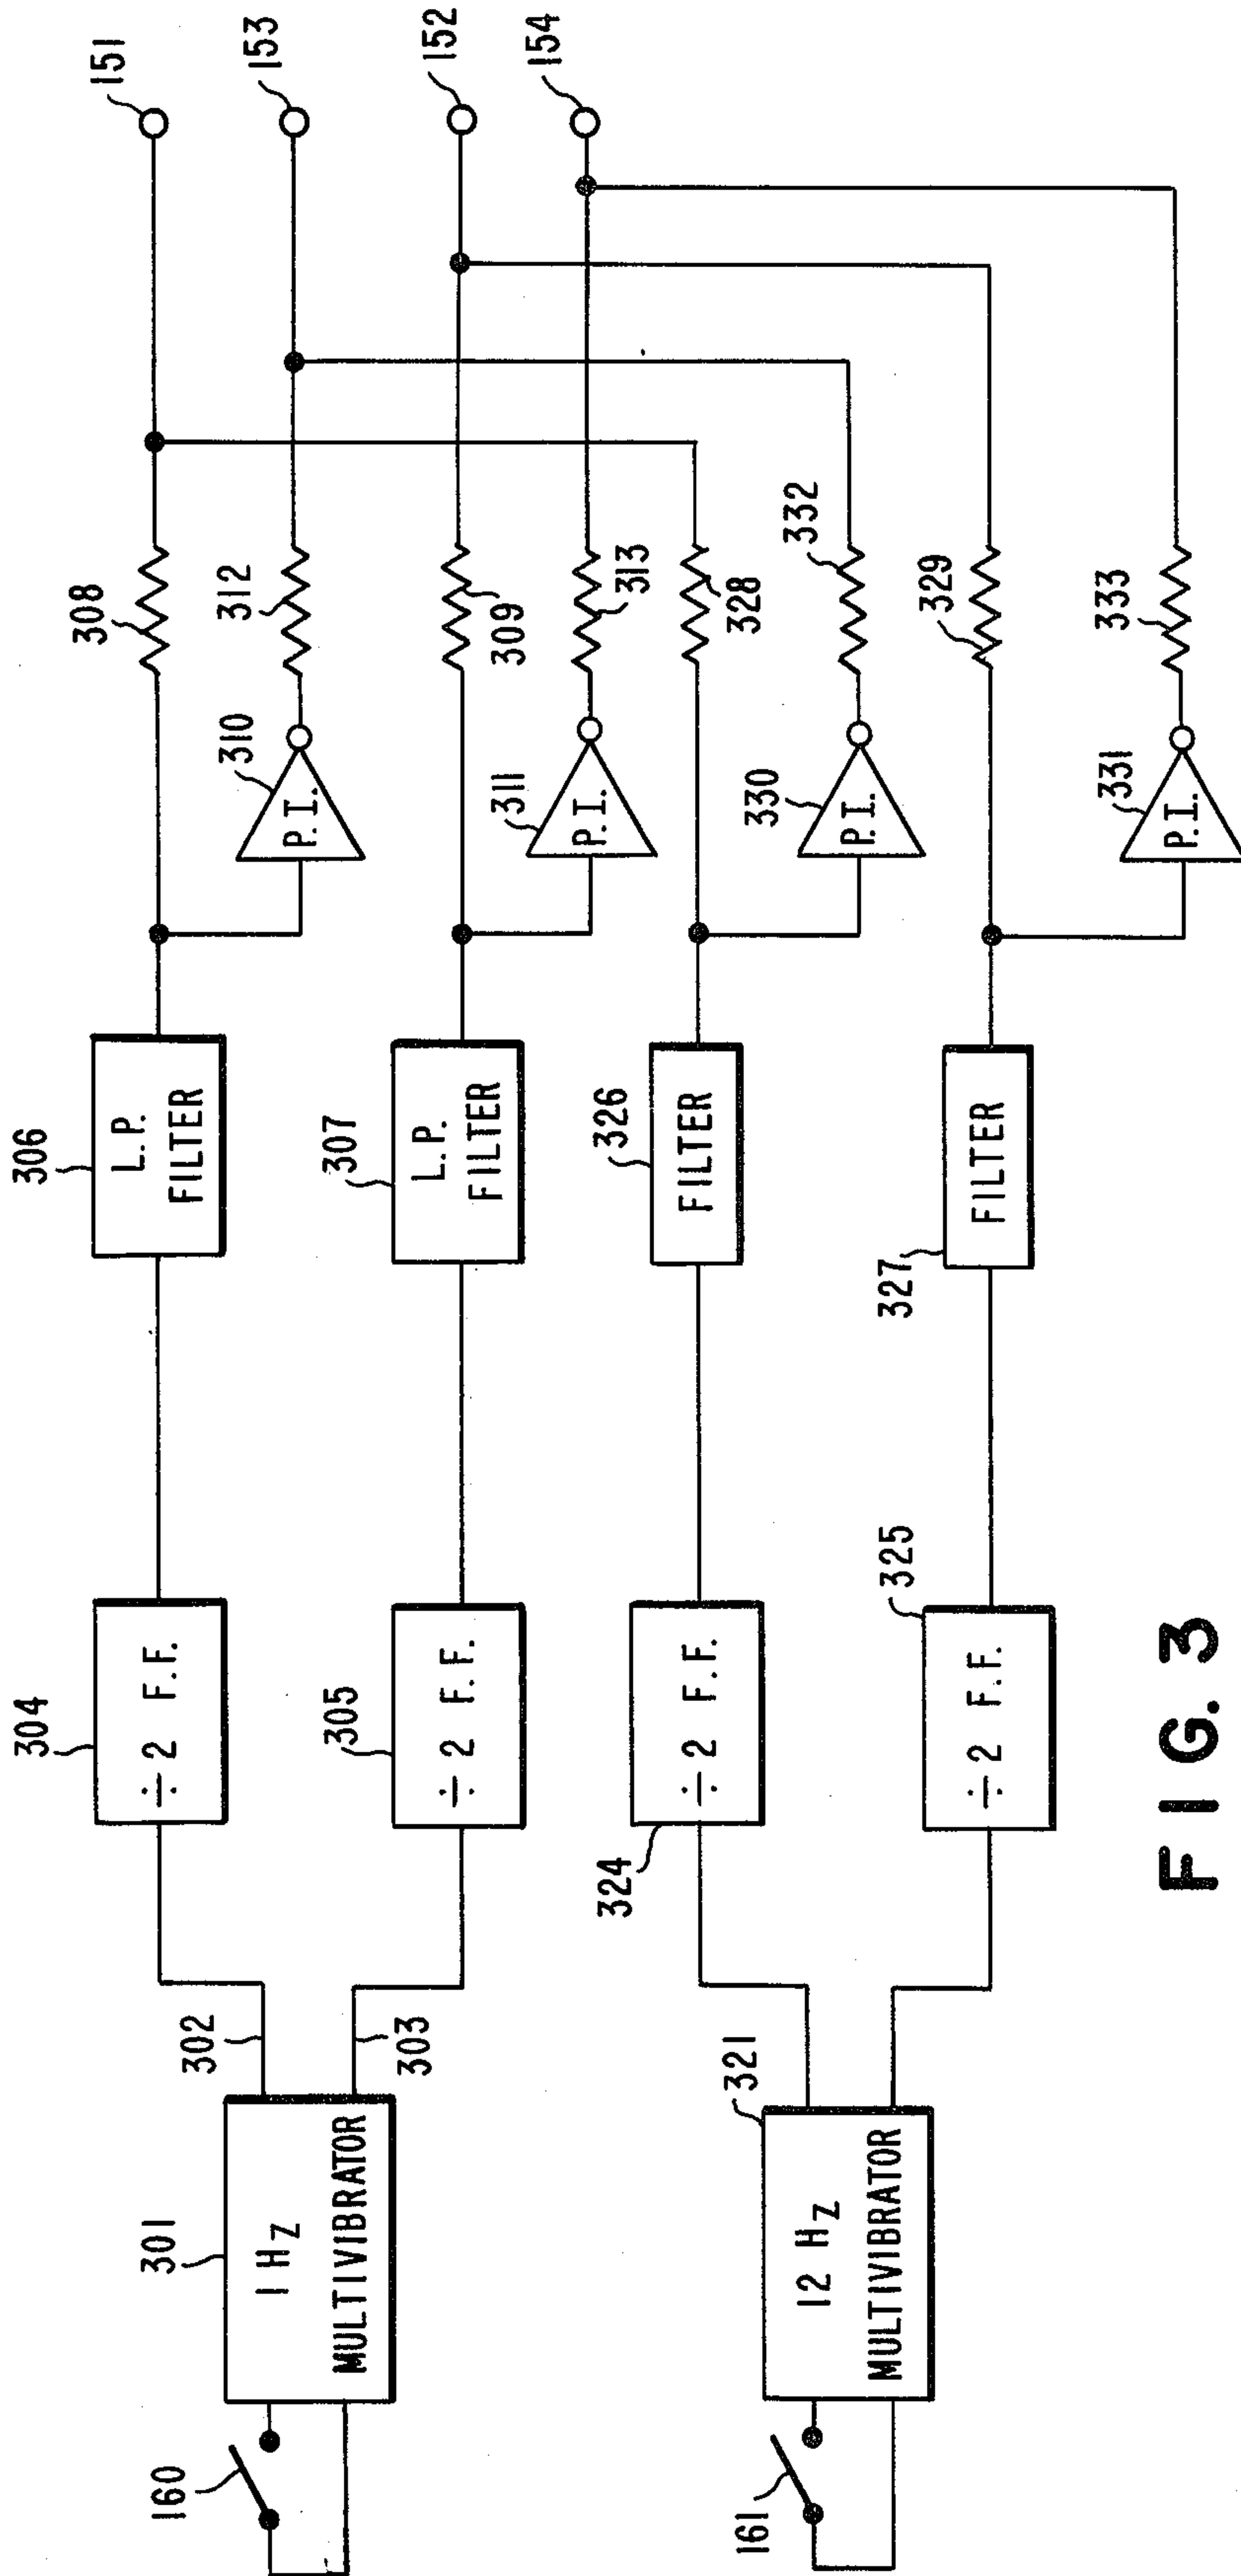 160
301
1 Hz
MULTIVIBRATOR
302
303
304
÷2 F.F.
305
÷2 F.F.
306
L.P.
FILTER
307
L.P.
FILTER
308
310
P.I.
312
309
311
P.I.
313
151
153
152
154
161
321
12 Hz
MULTIVIBRATOR
324
÷2 F.F.
325
÷2 F.F.
326
FILTER
327
FILTER
328
330
P.I.
332
329
331
P.I.
333
FIG. 3